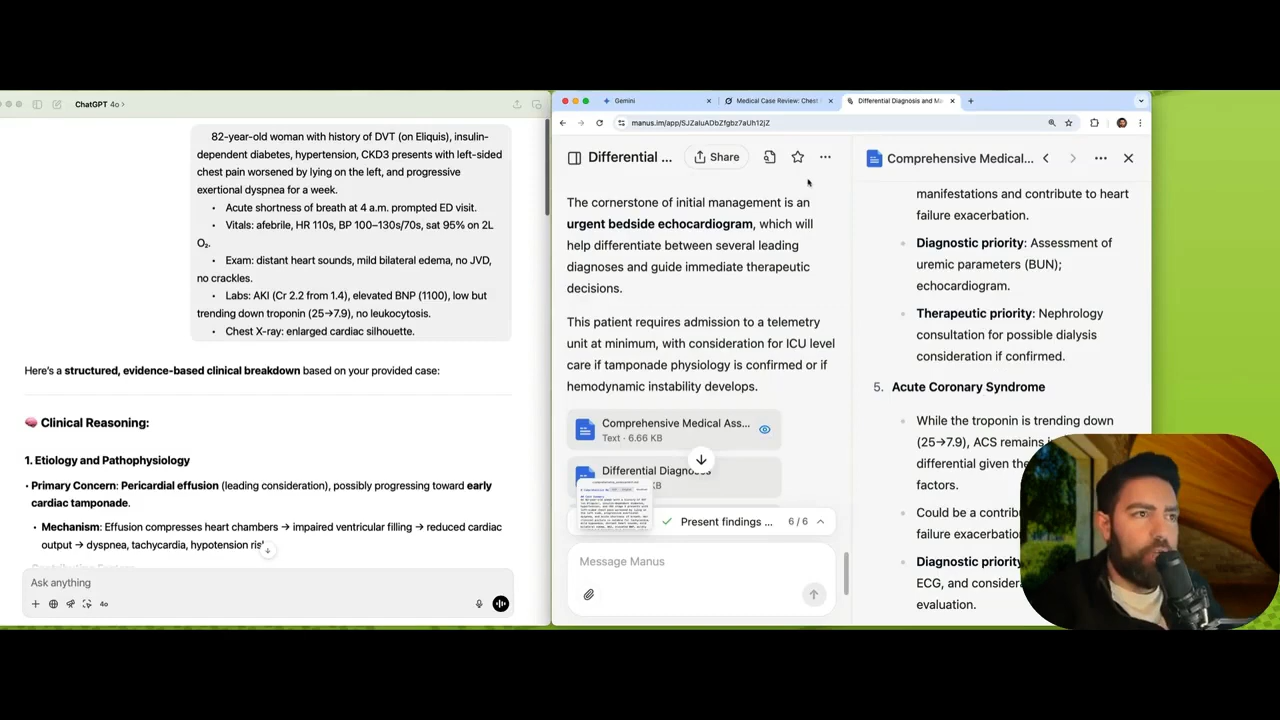 ChatGPT 4o >
82-year-old woman with history of DVT (on Eliquis), insulin-
dependent diabetes, hypertension, CKD3 presents with left-sided
chest pain worsened by lying on the left, and progressive
exertional dyspnea for a week.
• Acute shortness of breath at 4 a.m. prompted ED visit.
• Vitals: afebrile, HR 110s, BP 100–130s/70s, sat 95% on 2L
O₂.
• Exam: distant heart sounds, mild bilateral edema, no JVD,
no crackles.
• Labs: AKI (Cr 2.2 from 1.4), elevated BNP (1100), low but
trending down troponin (25→7.9), no leukocytosis.
• Chest X-ray: enlarged cardiac silhouette.
Here's a structured, evidence-based clinical breakdown based on your provided case:
🧠 Clinical Reasoning:
1. Etiology and Pathophysiology
• Primary Concern: Pericardial effusion (leading consideration), possibly progressing toward early
cardiac tamponade.
• Mechanism: Effusion compresses heart chambers → impaired ventricular filling → reduced cardiac
output → dyspnea, tachycardia, hypotension
Ask anything
4o
Gemini
Medical Case Review: Chest
Differential Diagnosis and Ma
manus.im/app/SJZaluADbZfgbz7aUh12jZ
Differential ...
Share
The cornerstone of initial management is an
urgent bedside echocardiogram, which will
help differentiate between several leading
diagnoses and guide immediate therapeutic
decisions.
This patient requires admission to a telemetry
unit at minimum, with consideration for ICU level
care if tamponade physiology is confirmed or if
hemodynamic instability develops.
Comprehensive Medical Ass...
Text · 6.66 KB
Differential
KB
Present findings ... 6 / 6
Message Manus
Comprehensive Medical...
manifestations and contribute to heart
failure exacerbation.
• Diagnostic priority: Assessment of
uremic parameters (BUN);
echocardiogram.
• Therapeutic priority: Nephrology
consultation for possible dialysis
consideration if confirmed.
5. Acute Coronary Syndrome
• While the troponin is trending down
(25→7.9), ACS remains
differential given the
factors.
• Could be a
failure
• Diagnostic
ECG, and
evaluation.